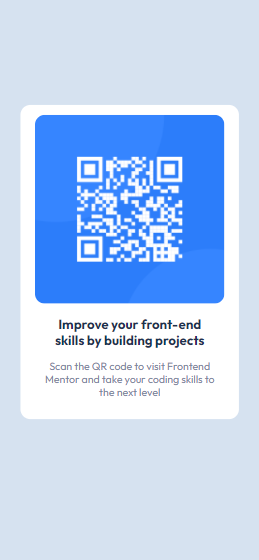 Improve your front-end
skills by building projects
Scan the QR code to visit Frontend
Mentor and take your coding skills to
the next level